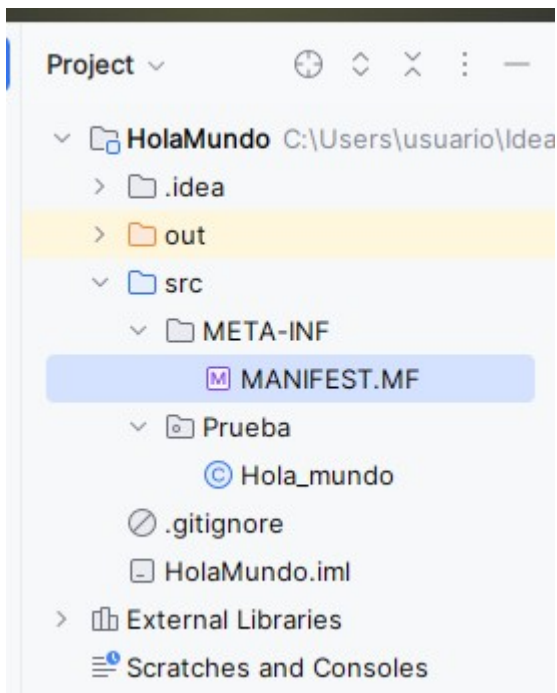 Project
HolaMundo C:\Users\usuario\Idea
.idea
out
src
META-INF
M MANIFEST.MF
Prueba
C Hola_mundo
.gitignore
HolaMundo.iml
External Libraries
Scratches and Consoles